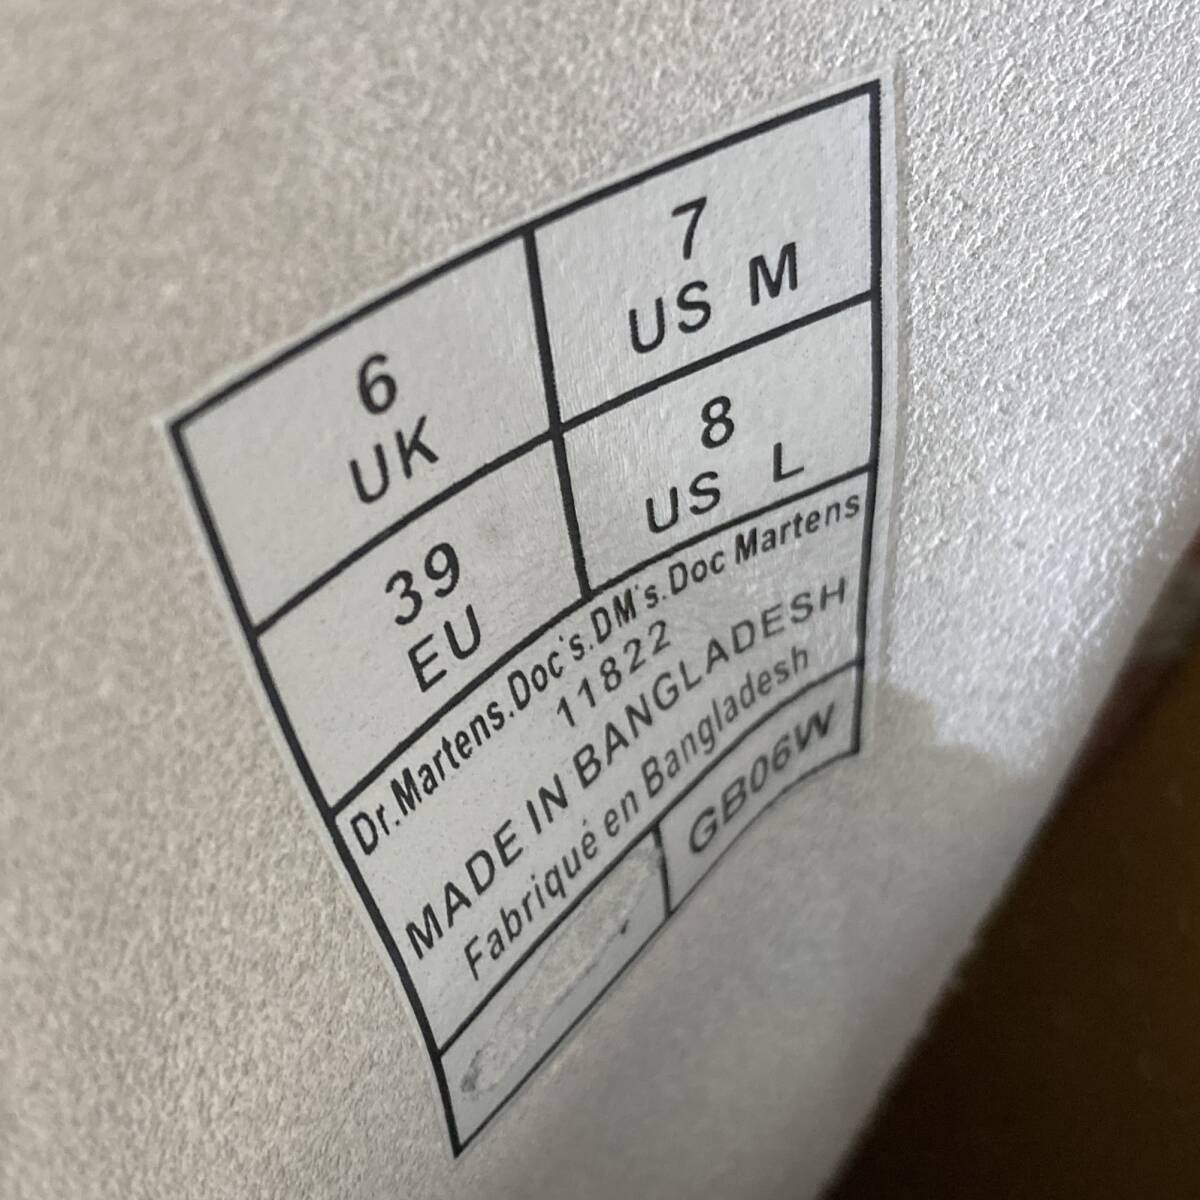 6
UK
7
US M
39
EU
8
US L
Dr.Martens.Doc's.DM's.Doc Martens
11822
MADE IN BANGLADESH
Fabriqué en Bangladesh
GB06W